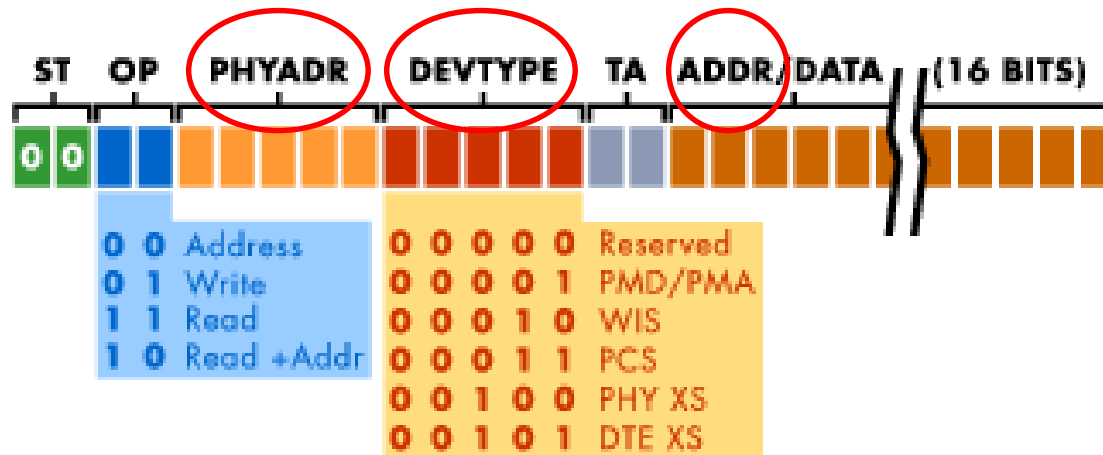 ST OP PHYADR DEVTYPE TA ADDR/DATA (16 BITS)
0 0
0 0 Address
0 1 Write
1 1 Read
1 0 Read +Addr
0 0 0 0 0 Reserved
0 0 0 0 1 PMD/PMA
0 0 0 1 0 WIS
0 0 0 1 1 PCS
0 0 1 0 0 PHY XS
0 0 1 0 1 DTE XS